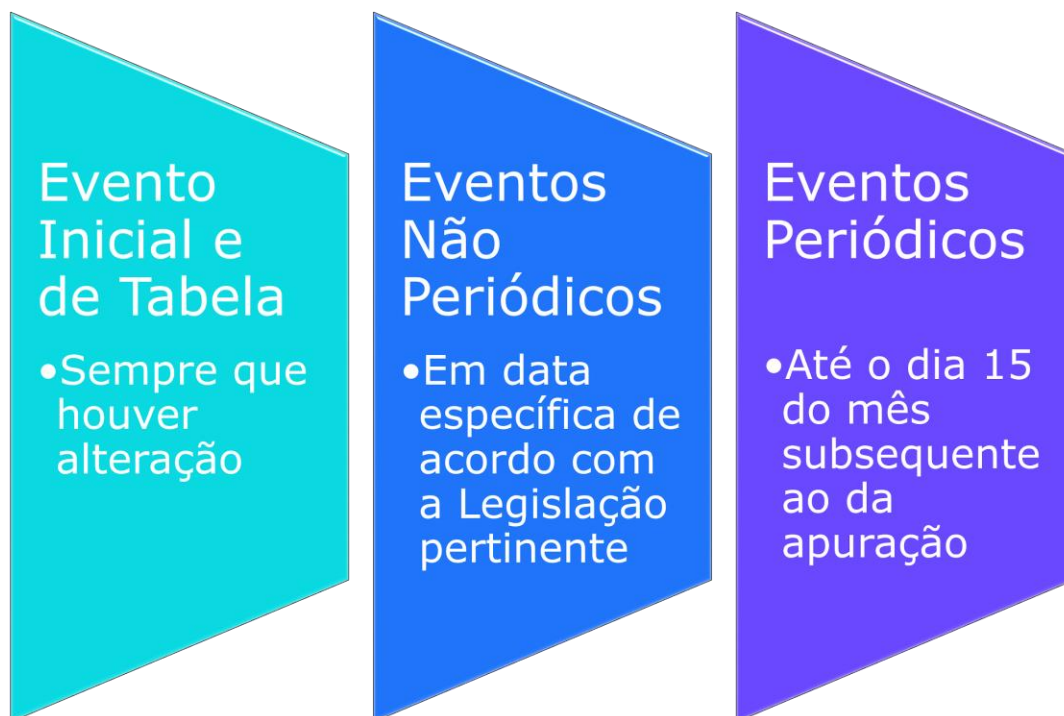 Evento
Inicial e
de Tabela
•Sempre que
houver
alteração
Eventos
Não
Periódicos
•Em data
específica de
acordo com
a Legislação
pertinente
Eventos
Periódicos
•Até o dia 15
do mês
subsequente
ao da
apuração